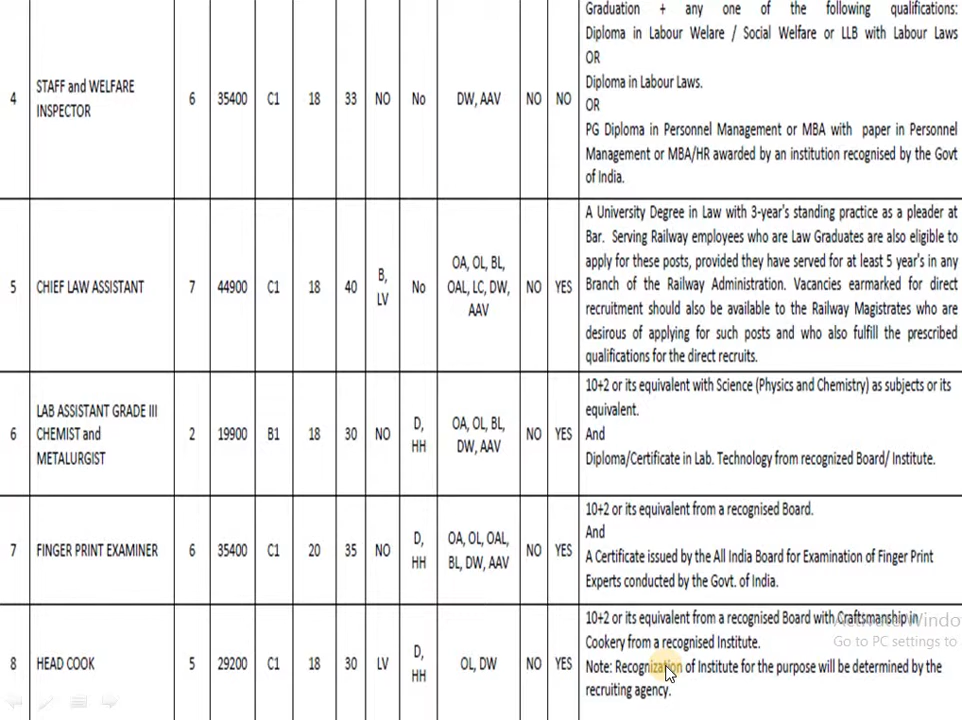 Graduation + any one of the following qualifications:
Diploma in Labour Welare / Social Welfare or LLB with Labour Laws
OR
Diploma in Labour Laws.
OR
PG Diploma in Personnel Management or MBA with paper in Personnel
Management or MBA/HR awarded by an institution recognised by the Govt
of India.
4 STAFF and WELFARE INSPECTOR 6 35400 C1 18 33 NO No DW, AAV NO NO
A University Degree in Law with 3-year's standing practice as a pleader at
Bar. Serving Railway employees who are Law Graduates are also eligible to
apply for these posts, provided they have served for at least 5 year's in any
Branch of the Railway Administration. Vacancies earmarked for direct
recruitment should also be available to the Railway Magistrates who are
desirous of applying for such posts and who also fulfill the prescribed
qualifications for the direct recruits.
5 CHIEF LAW ASSISTANT 7 44900 C1 18 40 B, LV No OA, OL, BL, OAL, LC, DW, AAV NO YES
10+2 or its equivalent with Science (Physics and Chemistry) as subjects or its
equivalent.
And
Diploma/Certificate in Lab. Technology from recognized Board/ Institute.
6 LAB ASSISTANT GRADE III CHEMIST and METALURGIST 2 19900 B1 18 30 NO D, HH OA, OL, BL, DW, AAV NO YES
10+2 or its equivalent from a recognised Board.
And
A Certificate issued by the All India Board for Examination of Finger Print
Experts conducted by the Govt. of India.
7 FINGER PRINT EXAMINER 6 35400 C1 20 35 NO D, HH OA, OL, OAL, BL, DW, AAV NO YES
10+2 or its equivalent from a recognised Board with Craftsmanship in
Cookery from a recognised Institute.
Note: Recognization of Institute for the purpose will be determined by the
recruiting agency.
8 HEAD COOK 5 29200 C1 18 30 LV D, HH OL, DW NO YES
Activate Windo
Go to PC settings to